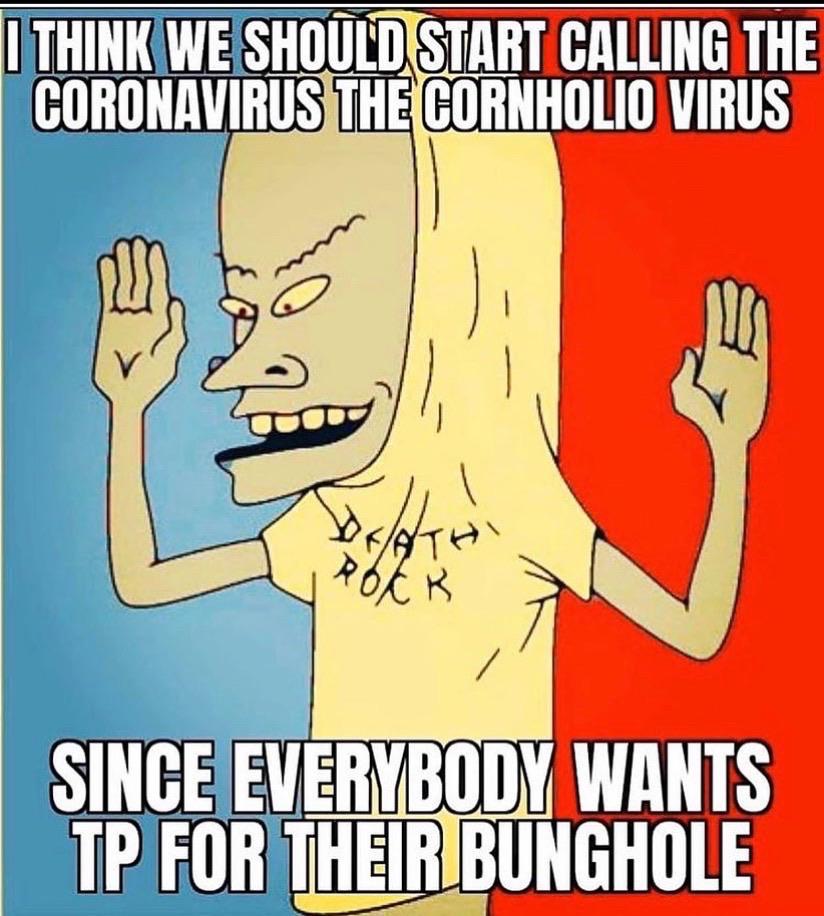 I THINK WE SHOULD START CALLING THE
CORONAVIRUS THE CORNHOLIO VIRUS
DEATH
ROCK
SINCE EVERYBODY WANTS
TP FOR THEIR BUNGHOLE